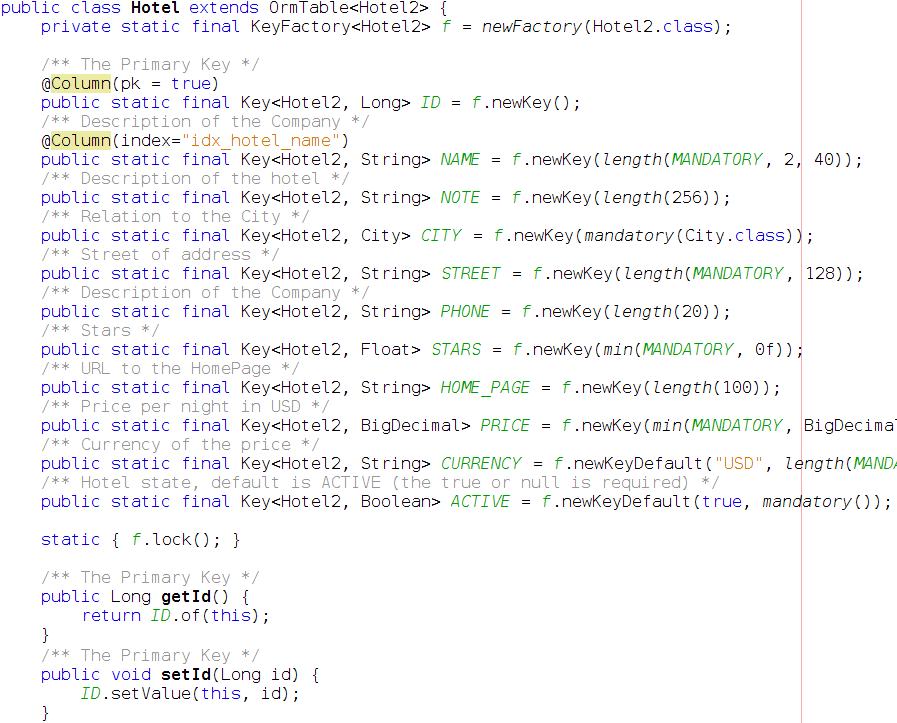 public class Hotel extends OrmTable<Hotel2> {
    private static final KeyFactory<Hotel2> f = newFactory(Hotel2.class);

    /** The Primary Key */
    @Column(pk = true)
    public static final Key<Hotel2, Long> ID = f.newKey();
    /** Description of the Company */
    @Column(index="idx_hotel_name")
    public static final Key<Hotel2, String> NAME = f.newKey(length(MANDATORY, 2, 40));
    /** Description of the hotel */
    public static final Key<Hotel2, String> NOTE = f.newKey(length(256));
    /** Relation to the City */
    public static final Key<Hotel2, City> CITY = f.newKey(mandatory(City.class));
    /** Street of address */
    public static final Key<Hotel2, String> STREET = f.newKey(length(MANDATORY, 128));
    /** Description of the Company */
    public static final Key<Hotel2, String> PHONE = f.newKey(length(20));
    /** Stars */
    public static final Key<Hotel2, Float> STARS = f.newKey(min(MANDATORY, 0f));
    /** URL to the HomePage */
    public static final Key<Hotel2, String> HOME_PAGE = f.newKey(length(100));
    /** Price per night in USD */
    public static final Key<Hotel2, BigDecimal> PRICE = f.newKey(min(MANDATORY, BigDecima
    /** Currency of the price */
    public static final Key<Hotel2, String> CURRENCY = f.newKeyDefault("USD", length(MANDA
    /** Hotel state, default is ACTIVE (the true or null is required) */
    public static final Key<Hotel2, Boolean> ACTIVE = f.newKeyDefault(true, mandatory());

    static { f.lock(); }

    /** The Primary Key */
    public Long getId() {
        return ID.of(this);
    }
    /** The Primary Key */
    public void setId(Long id) {
        ID.setValue(this, id);
    }